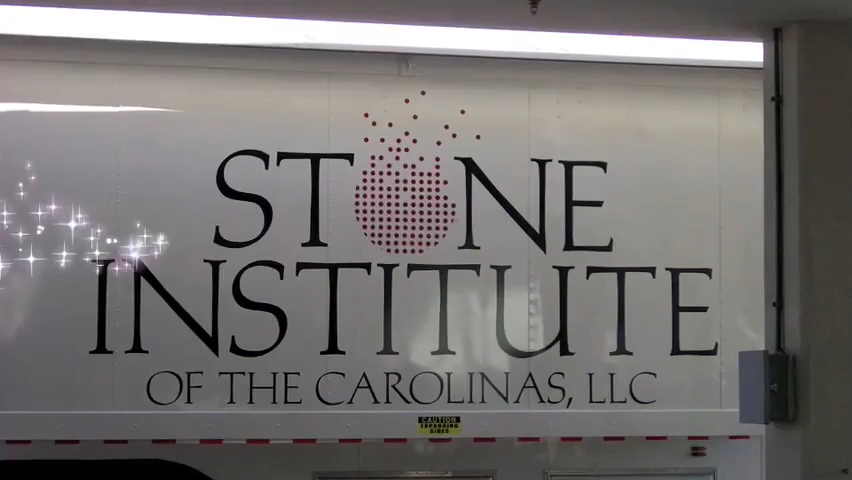 STONE
INSTITUTE
OF THE CAROLINAS, LLC
CAUTION
EXPANDING
SIDES